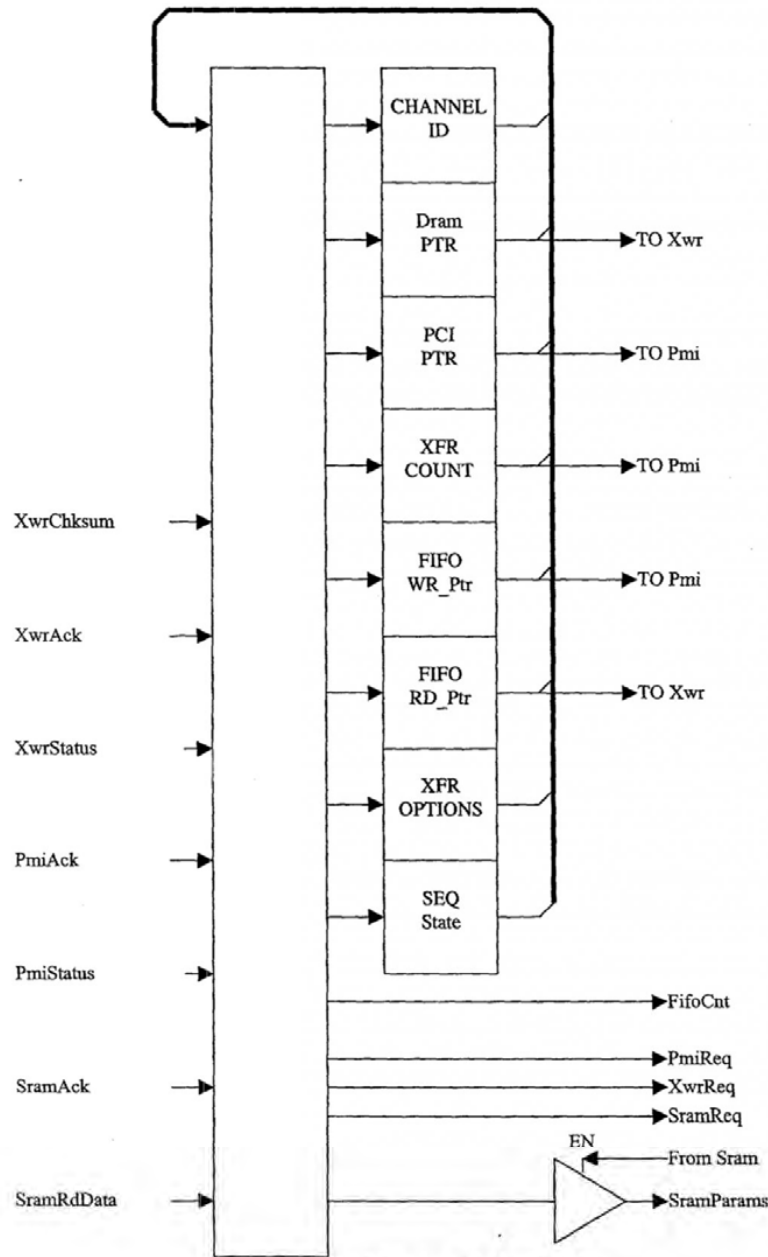 CHANNEL
ID
Dram
PTR
TO Xwr
PCI
PTR
TO Pmi
XFR
COUNT
TO Pmi
XwrChksum
FIFO
WR_Ptr
TO Pmi
XwrAck
FIFO
RD_Ptr
TO Xwr
XwrStatus
XFR
OPTIONS
PmiAck
SEQ
State
PmiStatus
FifoCnt
PmiReq
SramAck
XwrReq
SramReq
EN
From Sram
SramRdData
SramParams